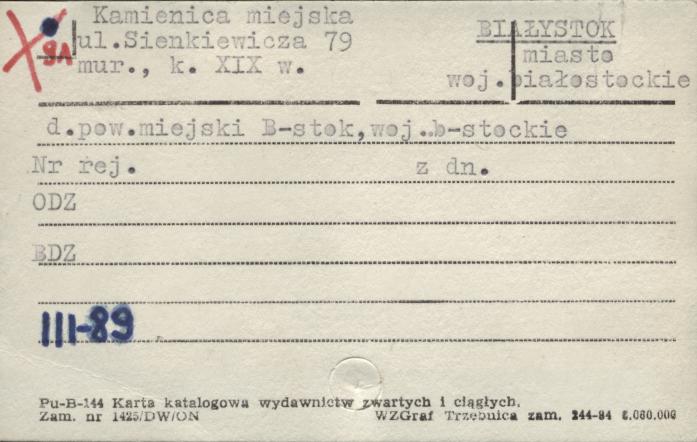 Kamienica miejska
ul.Sienkiewicza 79
mur., k. XIX w.
BIAŁYSTOK
miasto
woj.białostockie
d.pow.miejski B-stok,woj..b-stockie
Nr rej. z dn.
ODZ
BDZ
III-89
Pu-B-144 Karta katalogowa wydawnictw zwartych i ciągłych.
Zam. nr 1425/DW/ON WZGraf Trzebnica zam. 244-84